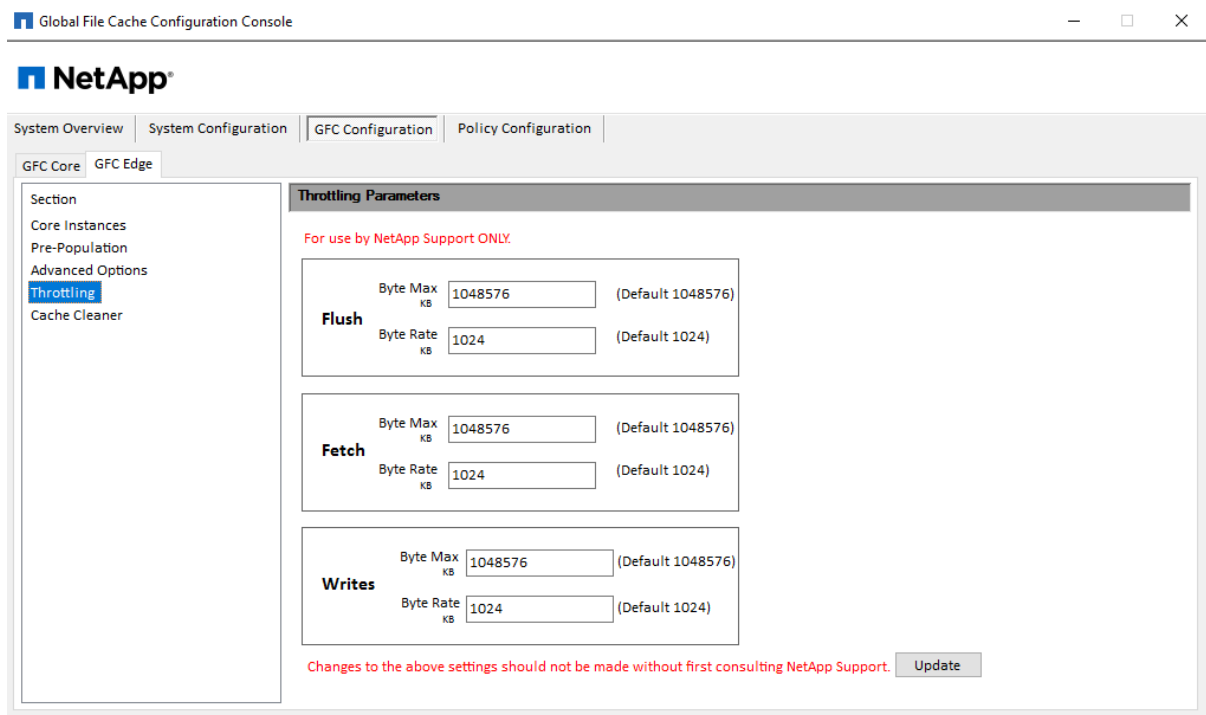 Global File Cache Configuration Console
NetApp®
System Overview
System Configuration
GFC Configuration
Policy Configuration
GFC Core
GFC Edge
Section
Core Instances
Pre-Population
Advanced Options
Throttling
Cache Cleaner
Throttling Parameters
For use by NetApp Support ONLY.
Flush
Byte Max KB 1048576 (Default 1048576)
Byte Rate KB 1024 (Default 1024)
Fetch
Byte Max KB 1048576 (Default 1048576)
Byte Rate KB 1024 (Default 1024)
Writes
Byte Max KB 1048576 (Default 1048576)
Byte Rate KB 1024 (Default 1024)
Changes to the above settings should not be made without first consulting NetApp Support.
Update